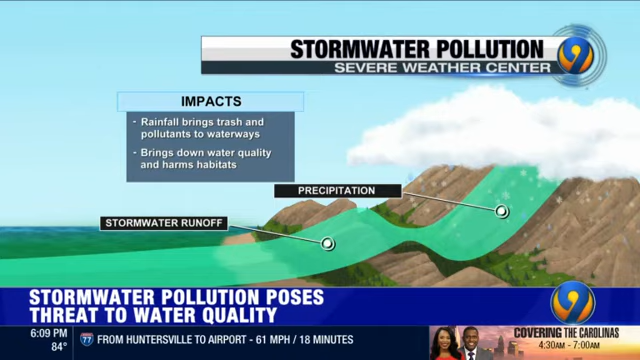 STORMWATER POLLUTION
SEVERE WEATHER CENTER
9
IMPACTS
- Rainfall brings trash and
pollutants to waterways
- Brings down water quality
and harms habitats
PRECIPITATION
STORMWATER RUNOFF
STORMWATER POLLUTION POSES
THREAT TO WATER QUALITY
9
6:09 PM
84°
77 FROM HUNTERSVILLE TO AIRPORT - 61 MPH / 18 MINUTES
COVERING THE CAROLINAS
4:30AM - 7:00AM